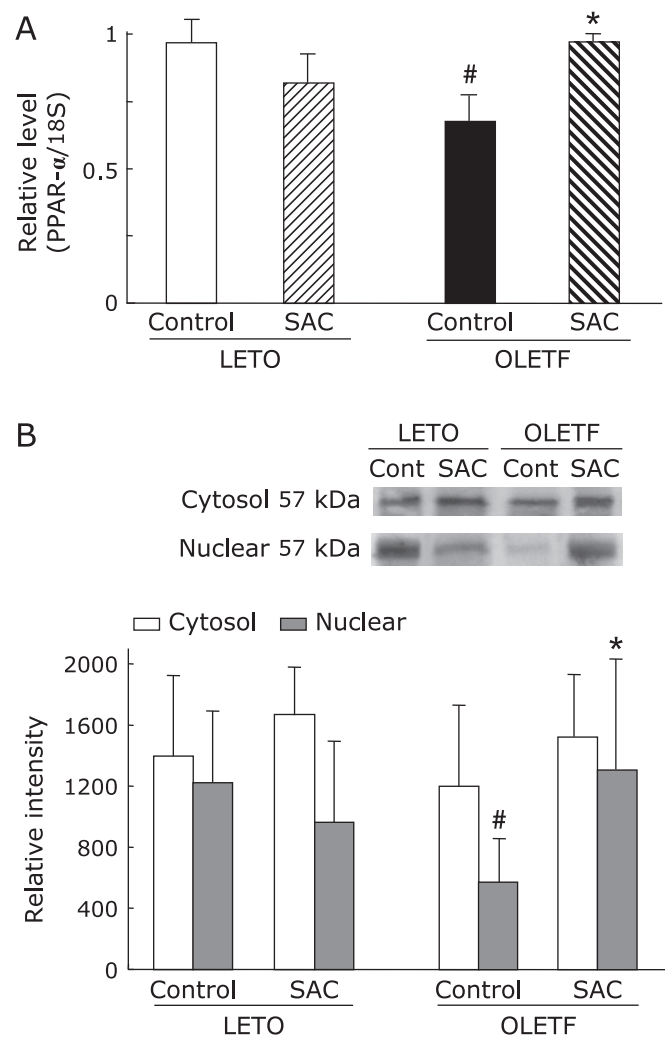 A
Relative level
(PPAR-α/18S)
1
0.5
0
#
*
Control SAC Control SAC
LETO OLETF
B
LETO OLETF
Cont SAC Cont SAC
Cytosol 57 kDa
Nuclear 57 kDa
Cytosol Nuclear
Relative intensity
2000
1600
1200
800
400
0
#
*
Control SAC Control SAC
LETO OLETF